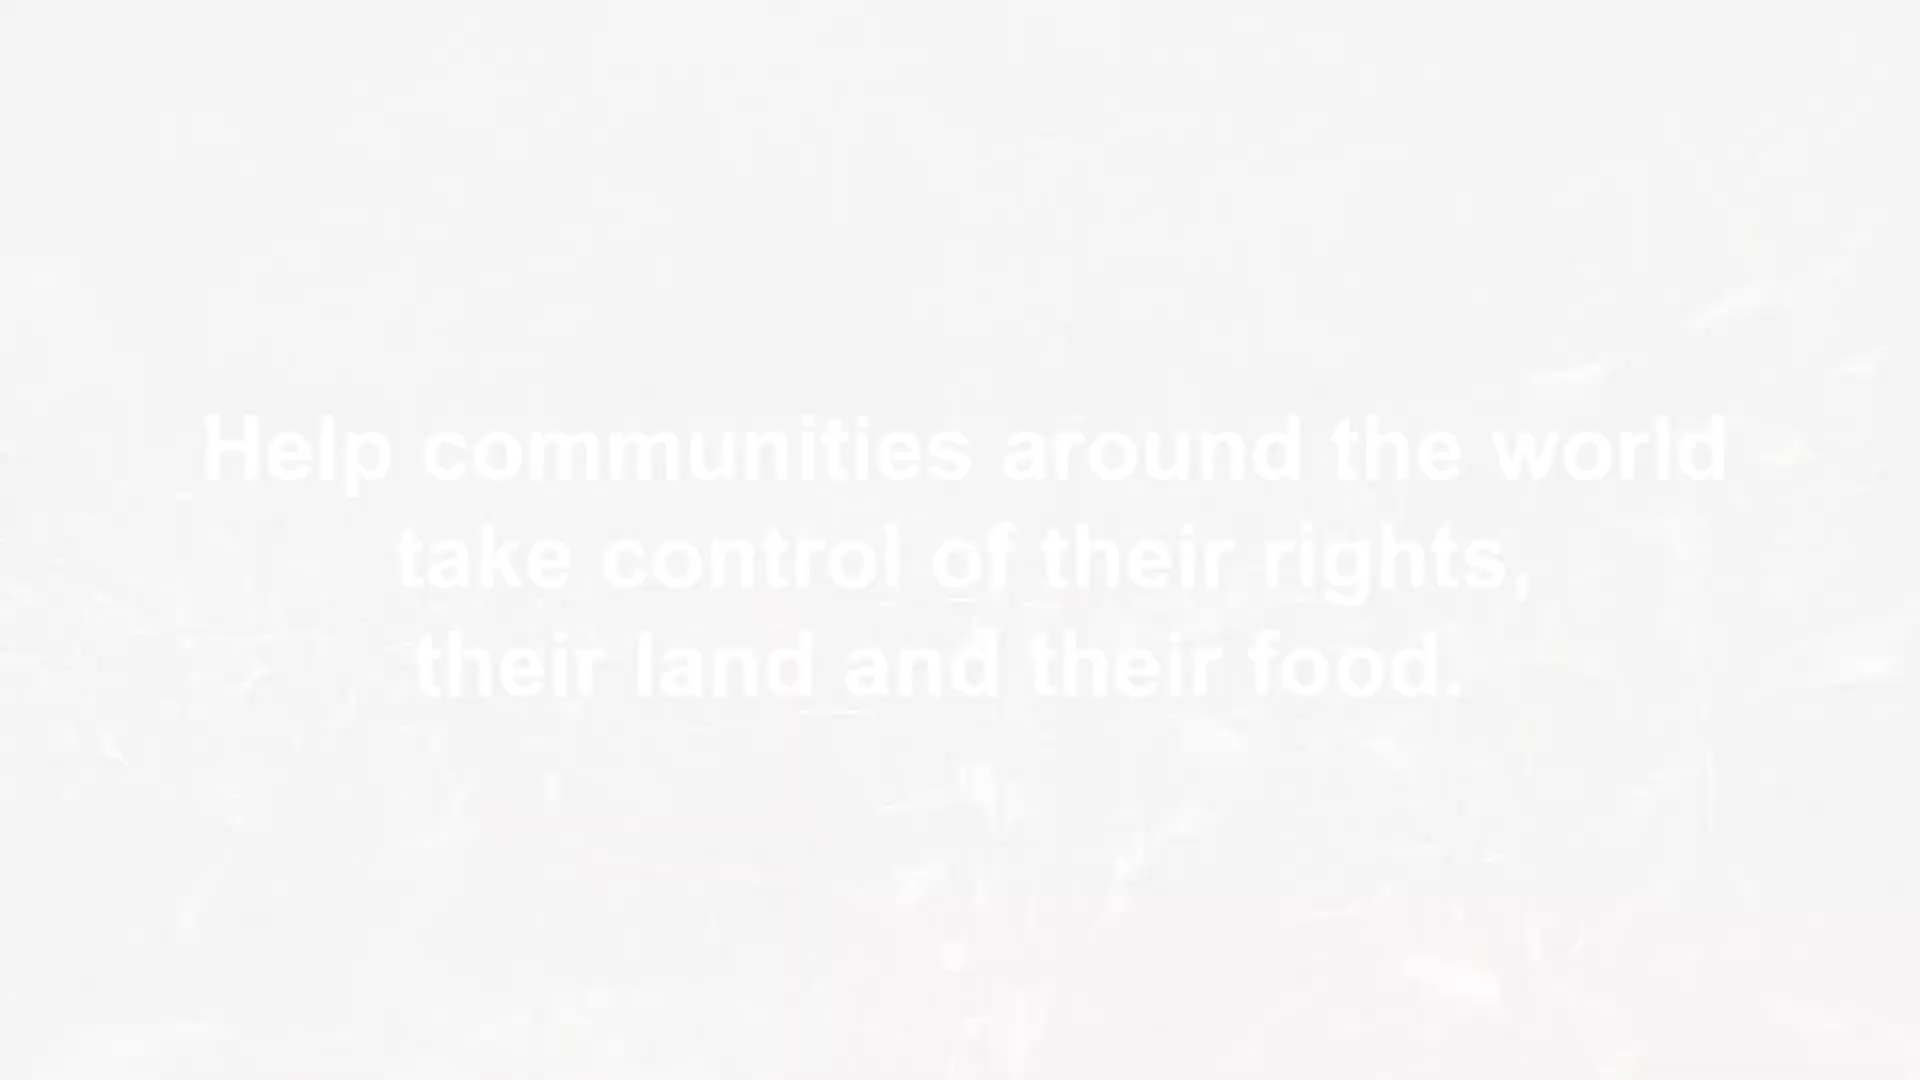 Help communities around the world
take control of their rights,
their land and their food.